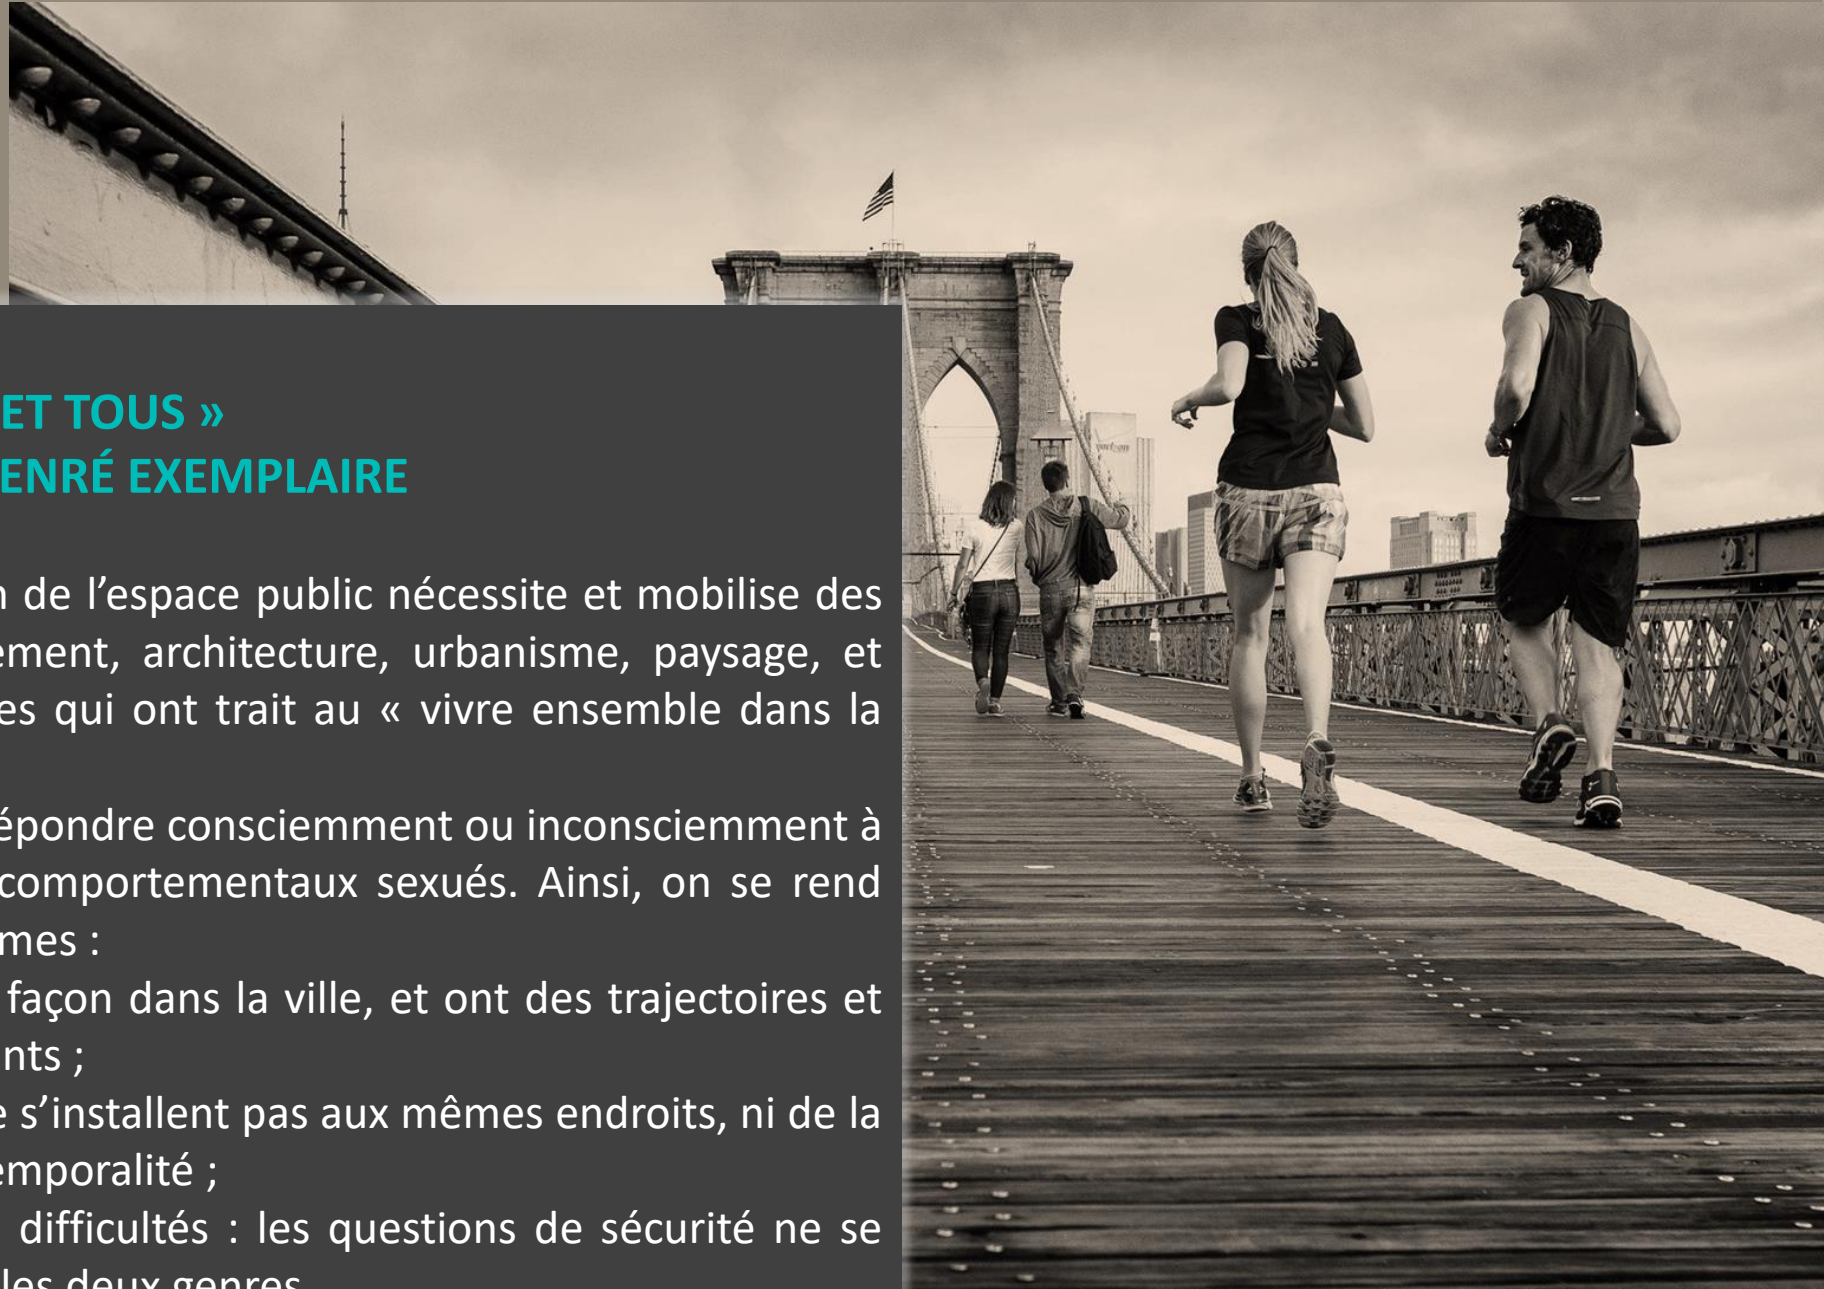 ET TOUS »
ENRÉ EXEMPLAIRE
n de l’espace public nécessite et mobilise des
ement, architecture, urbanisme, paysage, et
es qui ont trait au « vivre ensemble dans la
épondre consciemment ou inconsciemment à
comportementaux sexués. Ainsi, on se rend
mes :
façon dans la ville, et ont des trajectoires et
nts ;
e s’installent pas aux mêmes endroits, ni de la
emporalité ;
difficultés : les questions de sécurité ne se
les deux genres